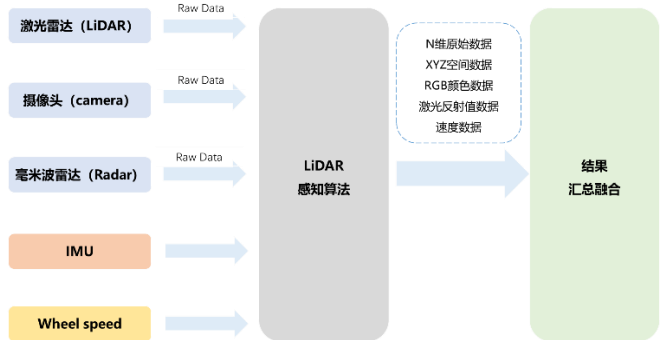 激光雷达（LiDAR）
Raw Data
摄像头（camera）
Raw Data
毫米波雷达（Radar）
Raw Data
IMU
Wheel speed
LiDAR
感知算法
N维原始数据
XYZ空间数据
RGB颜色数据
激光反射值数据
速度数据
结果
汇总融合